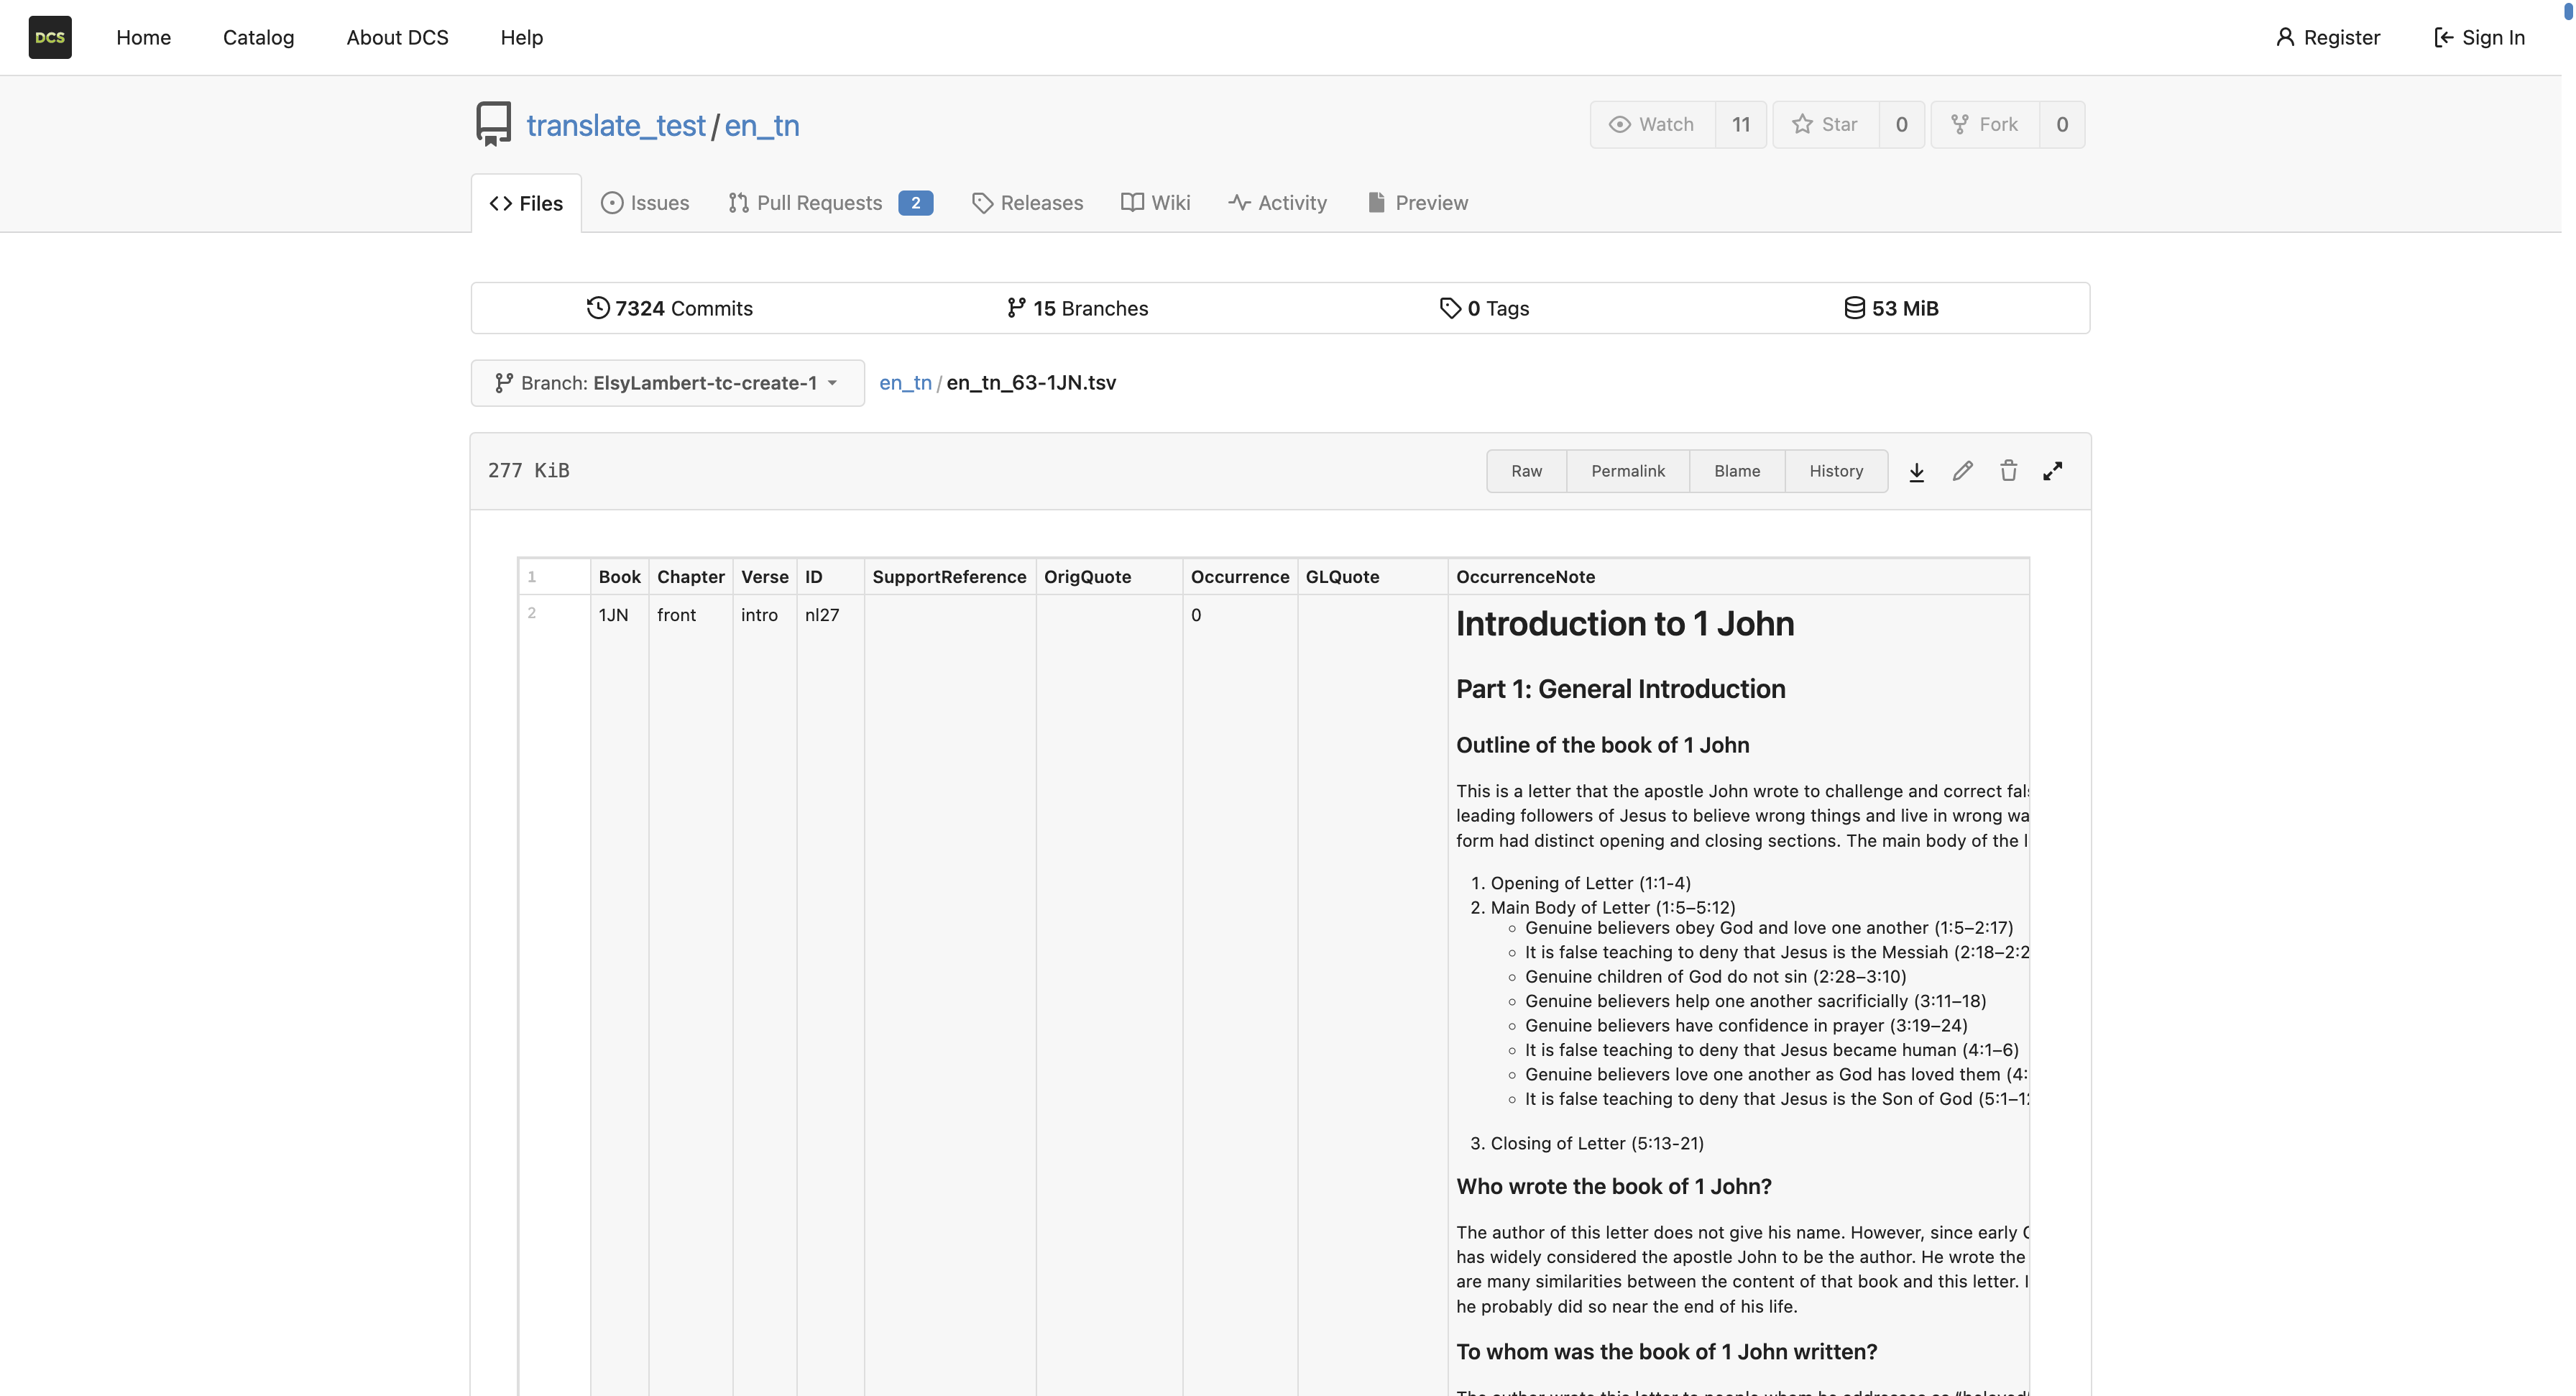 DCS Home Catalog About DCS Help Register Sign In
translate_test / en_tn Watch 11 Star 0 Fork 0
Files Issues Pull Requests 2 Releases Wiki Activity Preview
7324 Commits 15 Branches 0 Tags 53 MiB
Branch: ElsyLambert-tc-create-1 en_tn / en_tn_63-1JN.tsv
277 KiB Raw Permalink Blame History
1 Book Chapter Verse ID SupportReference OrigQuote Occurrence GLQuote OccurrenceNote
2 1JN front intro nl27 0
Introduction to 1 John
Part 1: General Introduction
Outline of the book of 1 John
This is a letter that the apostle John wrote to challenge and correct
leading followers of Jesus to believe wrong things and live in wrong
form had distinct opening and closing sections. The main body of the
1. Opening of Letter (1:1-4)
2. Main Body of Letter (1:5–5:12)
Genuine believers obey God and love one another (1:5–2:17)
It is false teaching to deny that Jesus is the Messiah (2:18–2:2
Genuine children of God do not sin (2:28–3:10)
Genuine believers help one another sacrificially (3:11–18)
Genuine believers have confidence in prayer (3:19–24)
It is false teaching to deny that Jesus became human (4:1–6)
Genuine believers love one another as God has loved them (4:
It is false teaching to deny that Jesus is the Son of God (5:1–1
3. Closing of Letter (5:13-21)
Who wrote the book of 1 John?
The author of this letter does not give his name. However, since early
has widely considered the apostle John to be the author. He wrote the
are many similarities between the content of that book and this letter.
he probably did so near the end of his life.
To whom was the book of 1 John written?